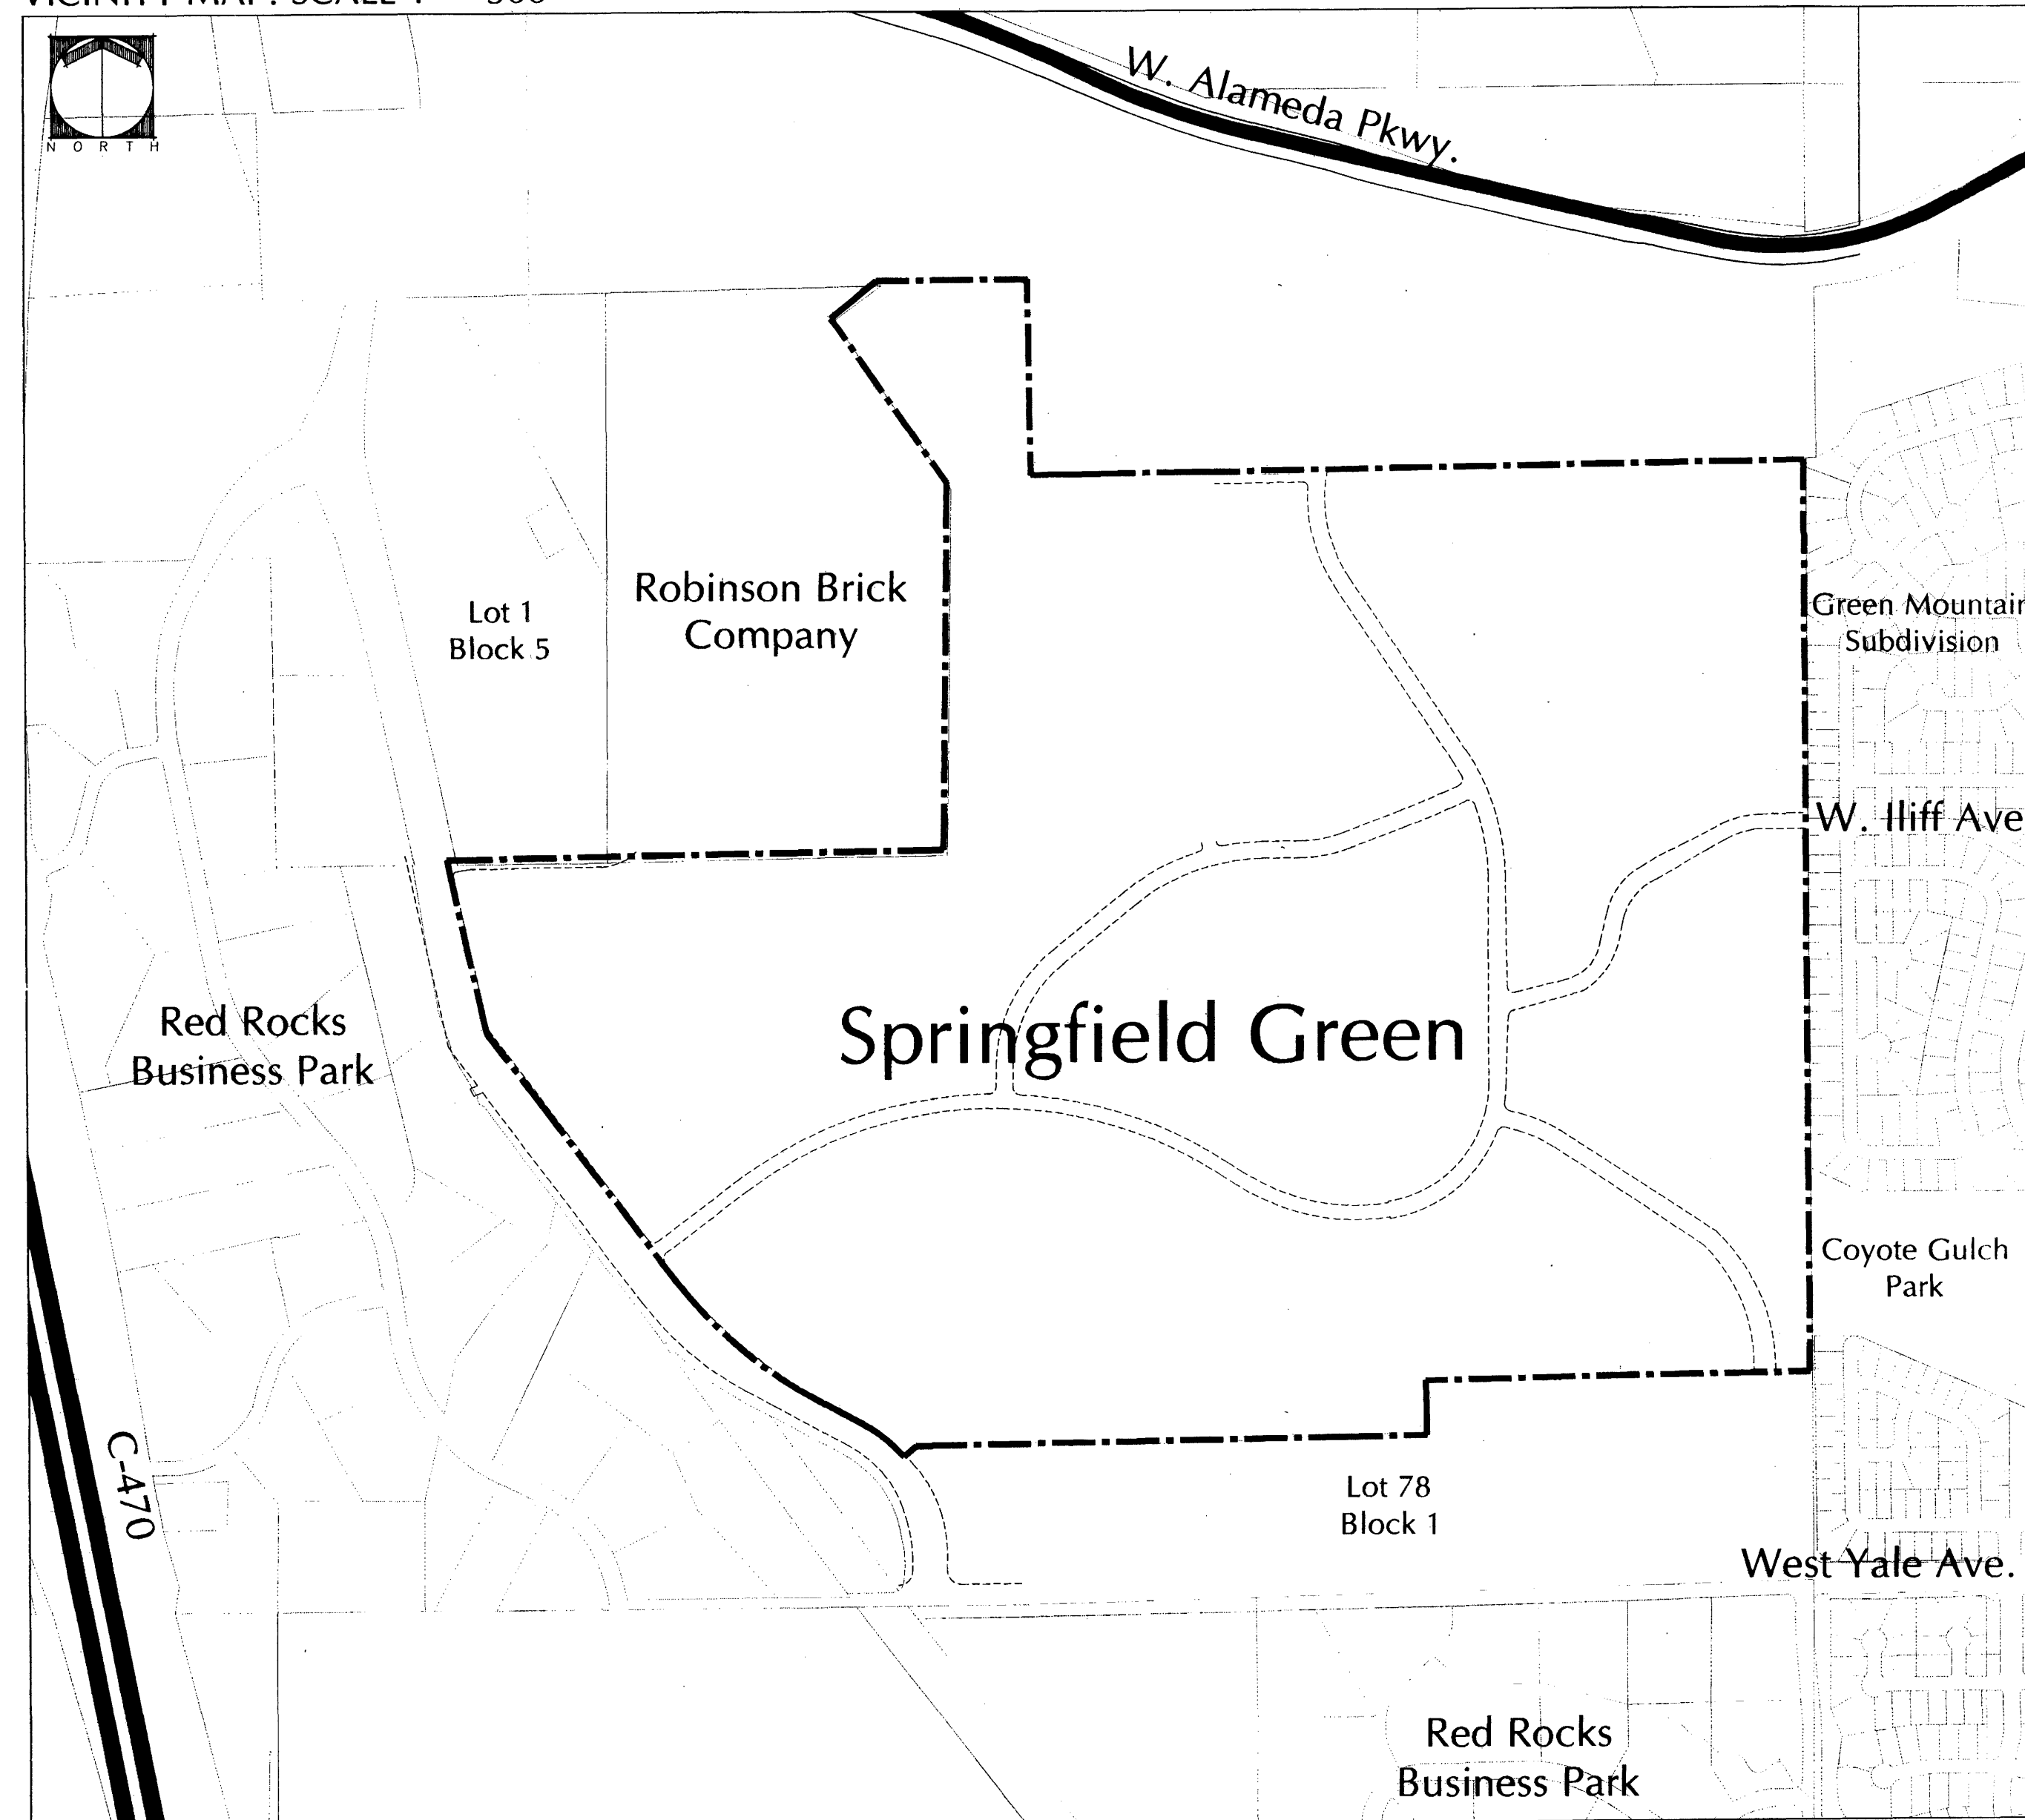 NORTH
W. Alameda Pkwy.
Robinson Brick
Company
Lot 1
Block 5
Green Mountain
Subdivision
W. Iliff Ave
Red Rocks
Business Park
Springfield Green
Coyote Gulch
Park
C-470
Lot 78
Block 1
West Yale Ave.
Red Rocks
Business Park